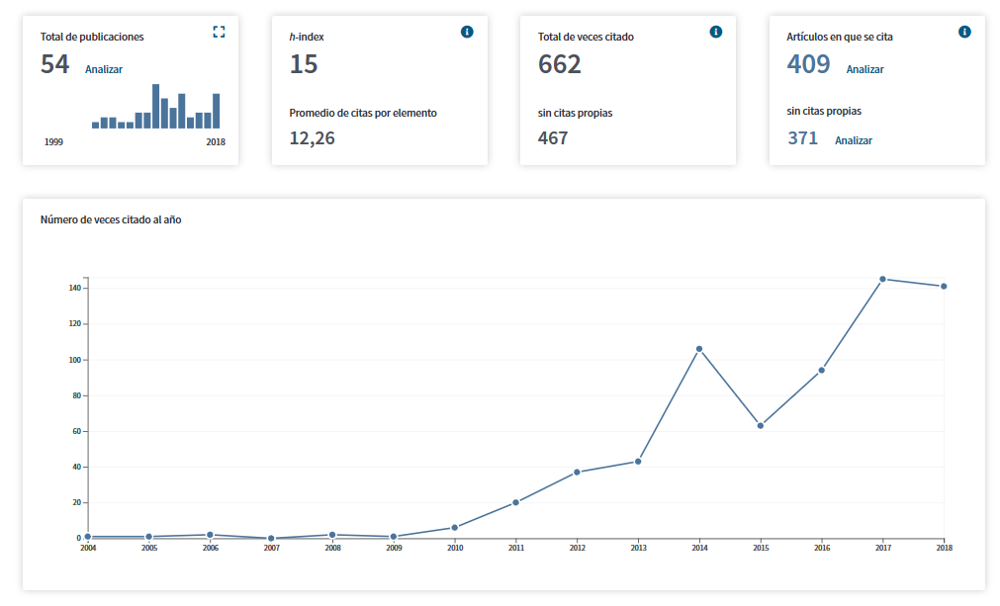 Total de publicaciones
54 Analizar
1999 2018
h-index
15
Promedio de citas por elemento
12,26
Total de veces citado
662
sin citas propias
467
Artículos en que se cita
409 Analizar
sin citas propias
371 Analizar
Número de veces citado al año
140
120
100
80
60
40
20
0
2004 2005 2006 2007 2008 2009 2010 2011 2012 2013 2014 2015 2016 2017 2018